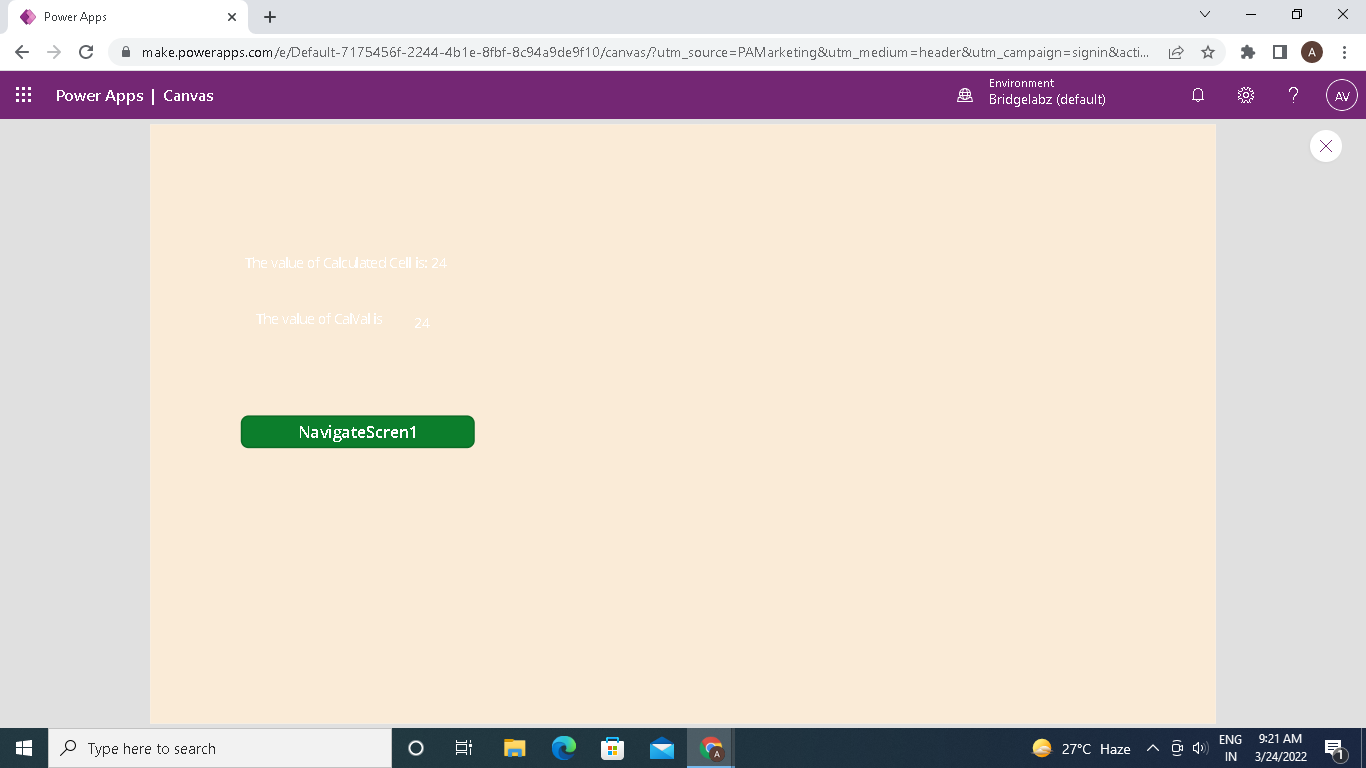 Power Apps
make.powerapps.com/e/Default-7175456f-2244-4b1e-8fbf-8c94a9de9f10/canvas/?utm_source=PAMarketing&utm_medium=header&utm_campaign=signin&acti...
A
Power Apps | Canvas
Environment
Bridgelabz (default)
?
AV
The value of Calculated Cell is: 24
The value of CalVal is 24
NavigateScren1
Type here to search
A
27°C Haze
ENG
IN
9:21 AM
3/24/2022
1